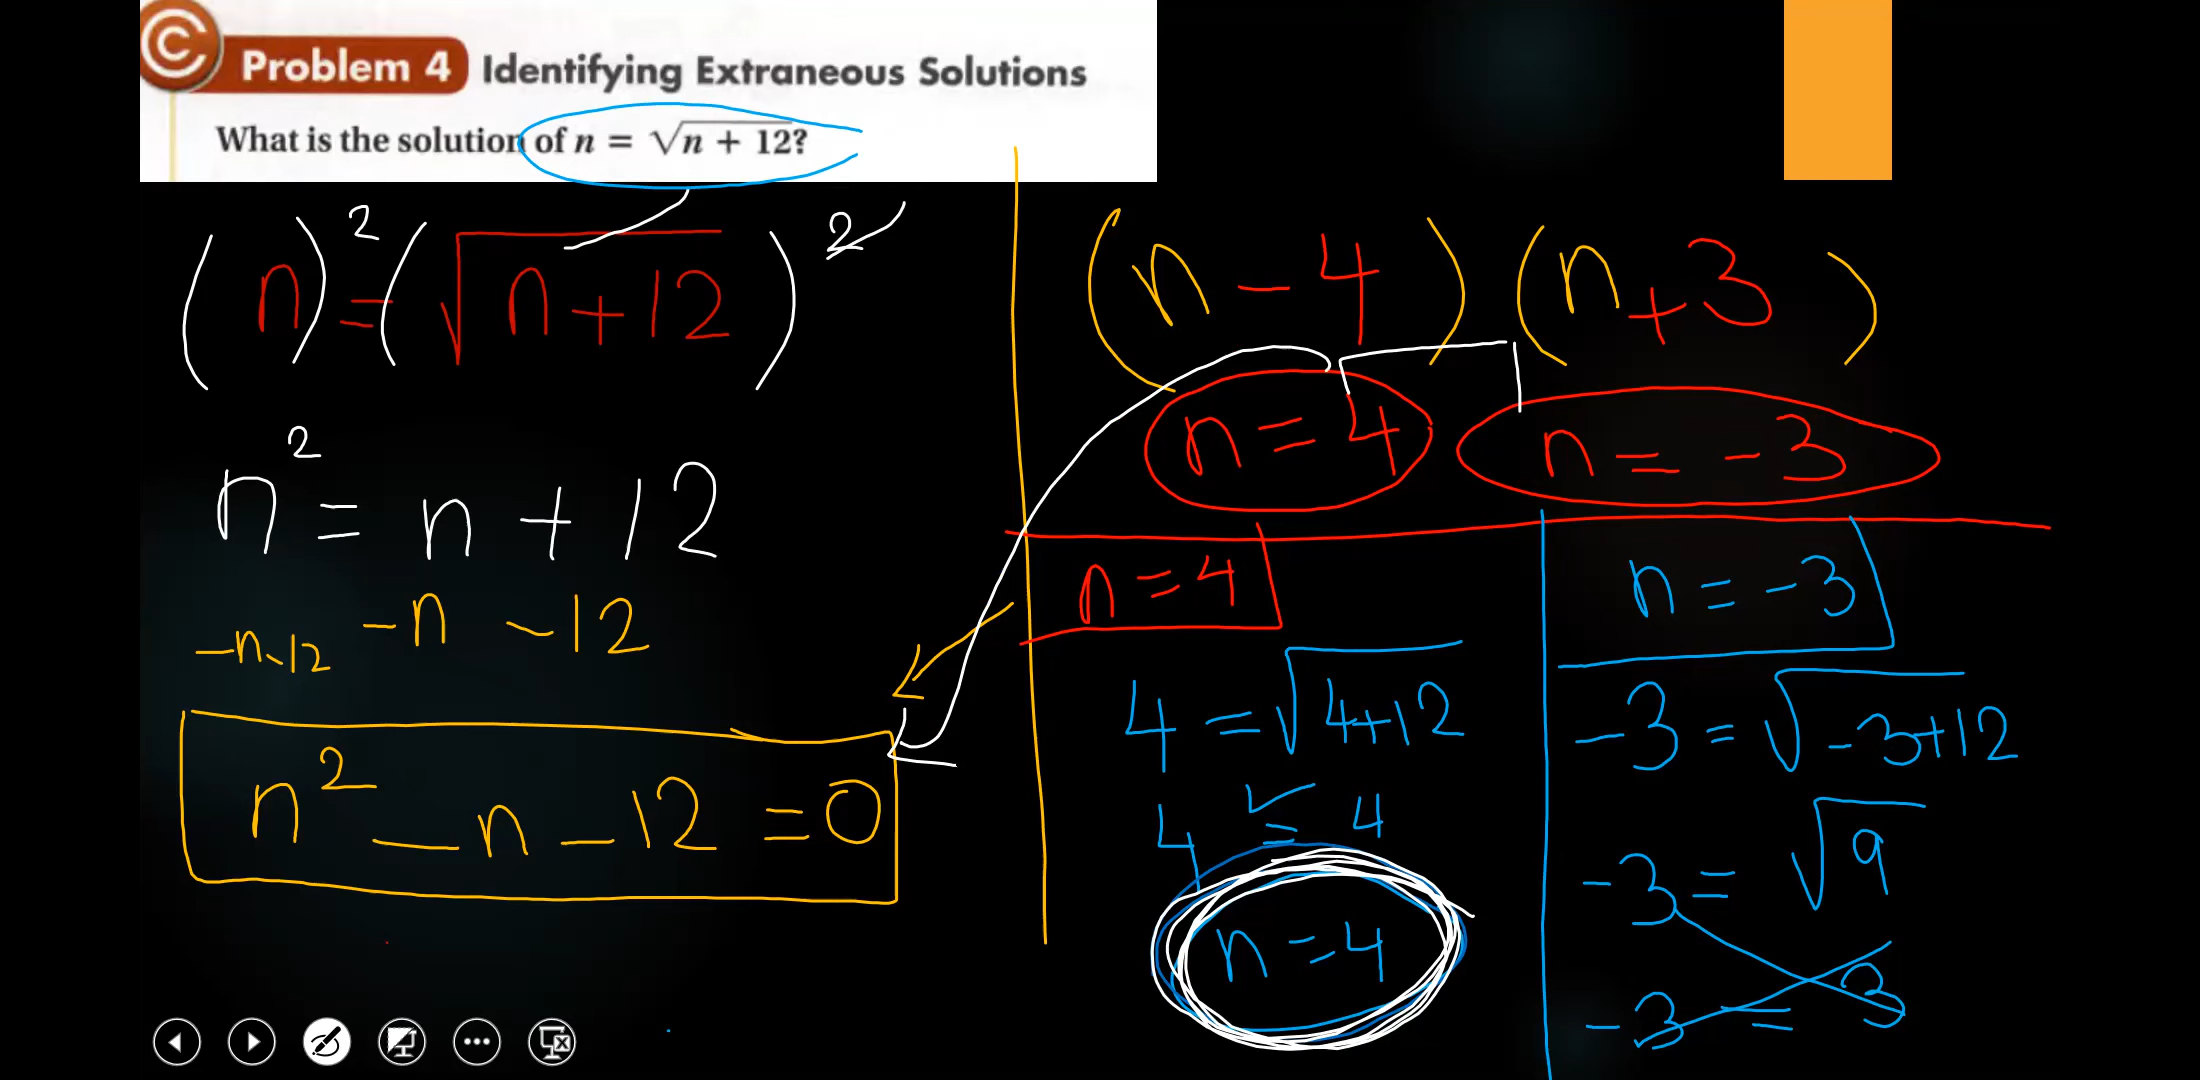 Problem 4 Identifying Extraneous Solutions
What is the solution of n = √n + 12?
(n)² = (√n+12)²
n² = n + 12
-n-12 -n -12
n² - n - 12 = 0
(n - 4) (n + 3)
n = 4 n = -3
n = 4
4 = √4+12
4 = 4
n = 4
n = -3
-3 = √-3+12
-3 = √9
-3 = 3